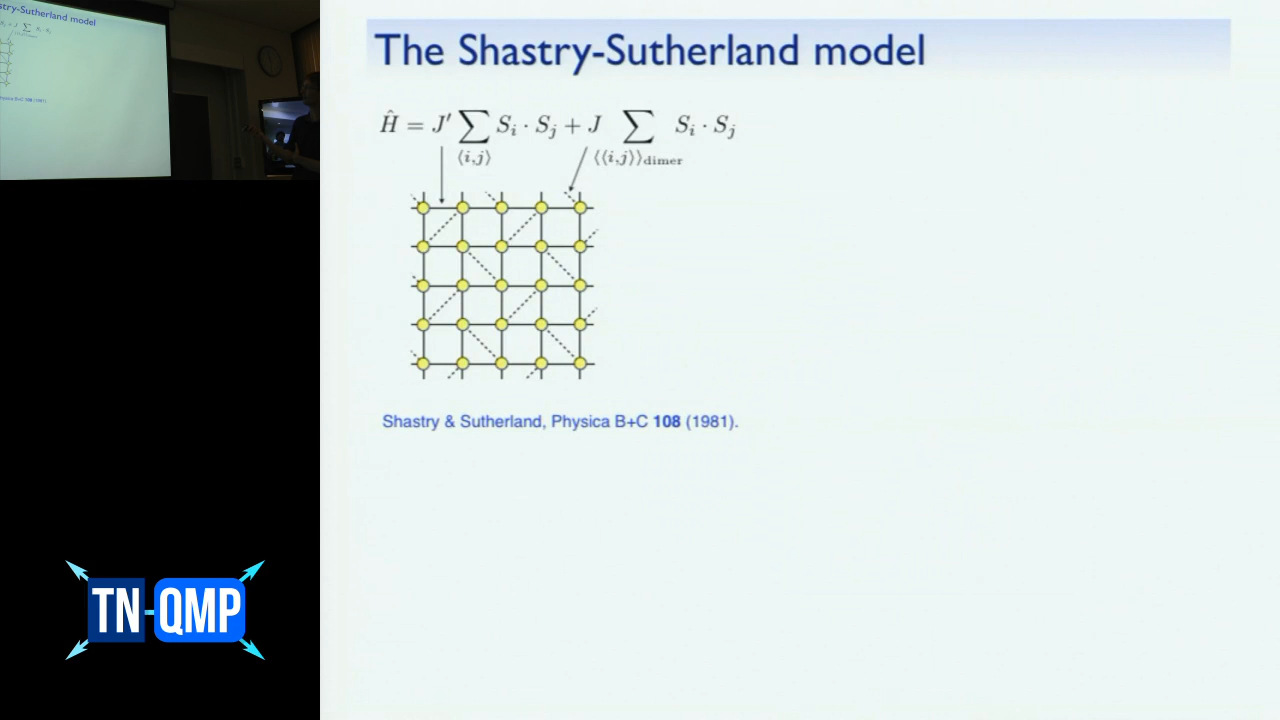 The Shastry-Sutherland model
Ĥ = J′ ∑⟨i,j⟩ Sᵢ · Sⱼ + J ∑⟨⟨i,j⟩⟩dimer Sᵢ · Sⱼ
Shastry & Sutherland, Physica B+C 108 (1981).
TN-QMP